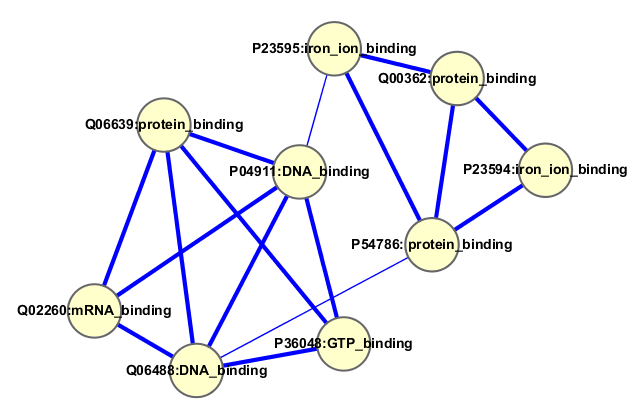 P23595:iron_ion_binding
Q00362:protein_binding
Q06639:protein_binding
P04911:DNA_binding
P23594:iron_ion_binding
P54786: protein_binding
Q02260:mRNA_binding
P36048:GTP_binding
Q06488:DNA_binding